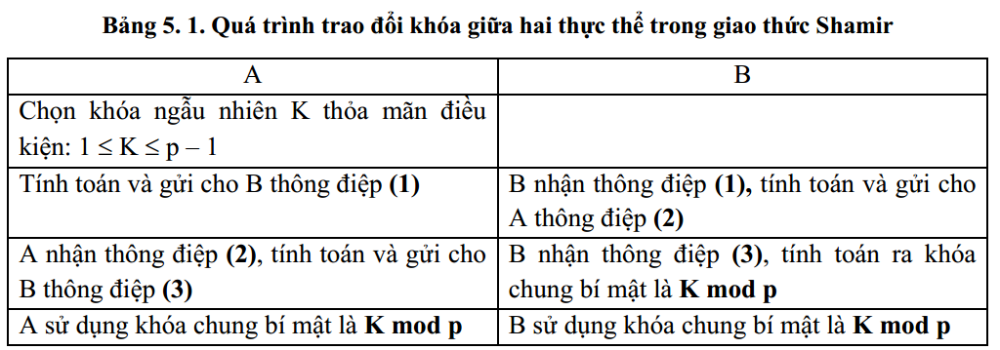 Bảng 5. 1. Quá trình trao đổi khóa giữa hai thực thể trong giao thức Shamir
A
B
Chọn khóa ngẫu nhiên K thỏa mãn điều
kiện: 1 ≤ K ≤ p – 1
Tính toán và gửi cho B thông điệp (1)
B nhận thông điệp (1), tính toán và gửi cho
A thông điệp (2)
A nhận thông điệp (2), tính toán và gửi cho
B thông điệp (3)
B nhận thông điệp (3), tính toán ra khóa
chung bí mật là K mod p
A sử dụng khóa chung bí mật là K mod p
B sử dụng khóa chung bí mật là K mod p